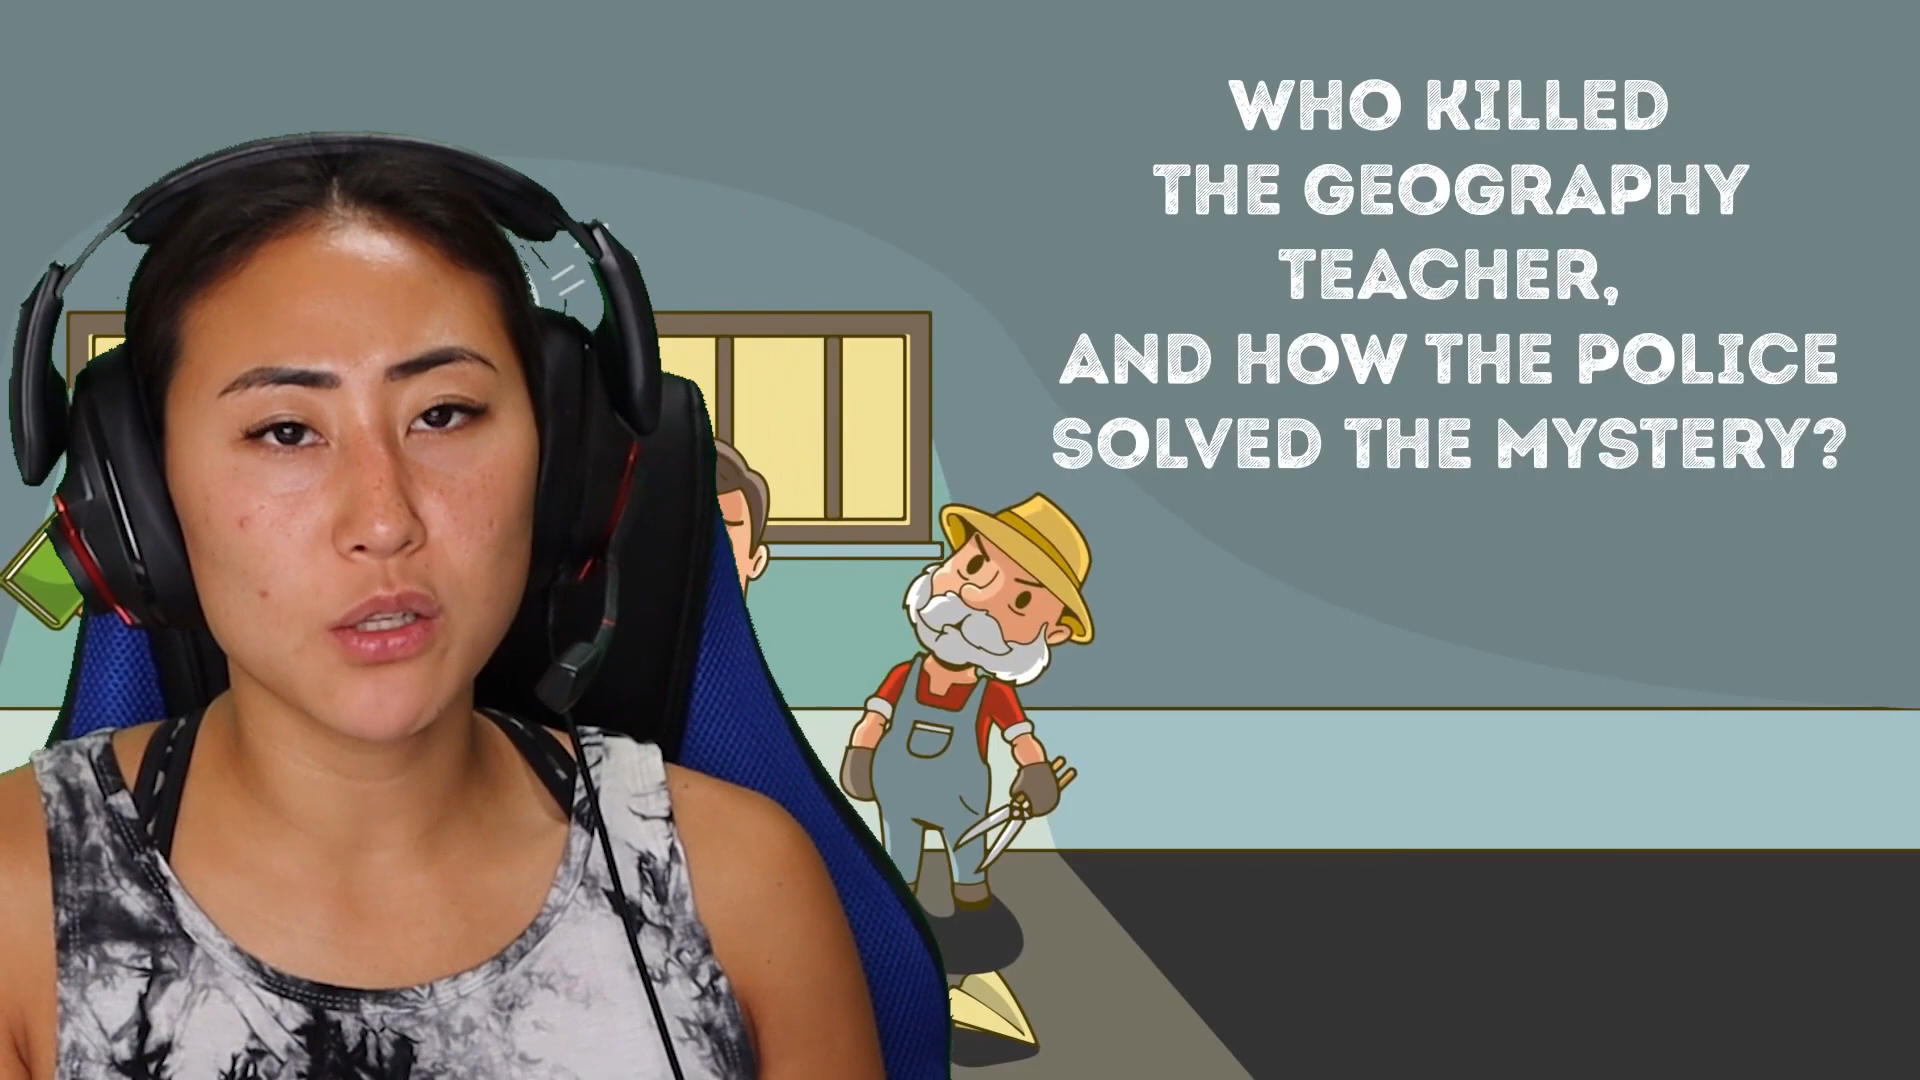 WHO KILLED
THE GEOGRAPHY
TEACHER,
AND HOW THE POLICE
SOLVED THE MYSTERY?